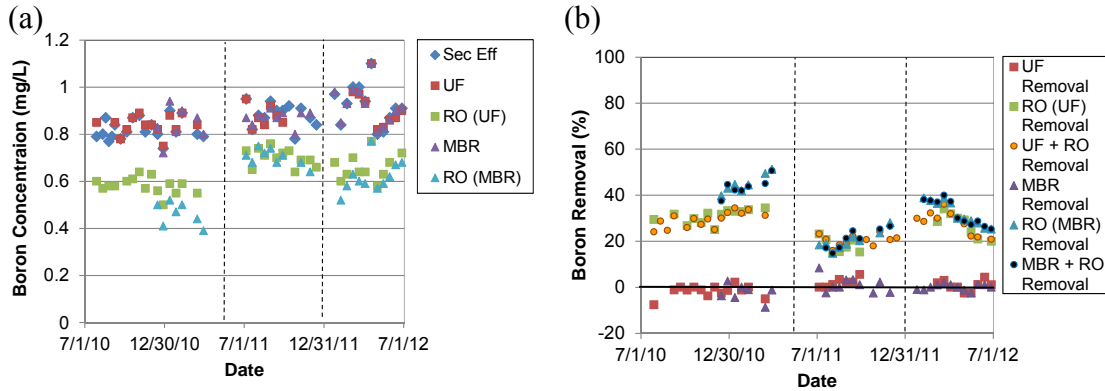 (a)
Boron Concentraion (mg/L)
1.2
1
0.8
0.6
0.4
0.2
0
7/1/10
12/30/10
7/1/11
12/31/11
7/1/12
Date
Sec Eff
UF
RO (UF)
MBR
RO (MBR)
(b)
Boron Removal (%)
100
80
60
40
20
0
-20
7/1/10
12/30/10
7/1/11
12/31/11
7/1/12
Date
UF
Removal
RO (UF)
Removal
UF + RO
Removal
MBR
Removal
RO (MBR)
Removal
MBR + RO
Removal